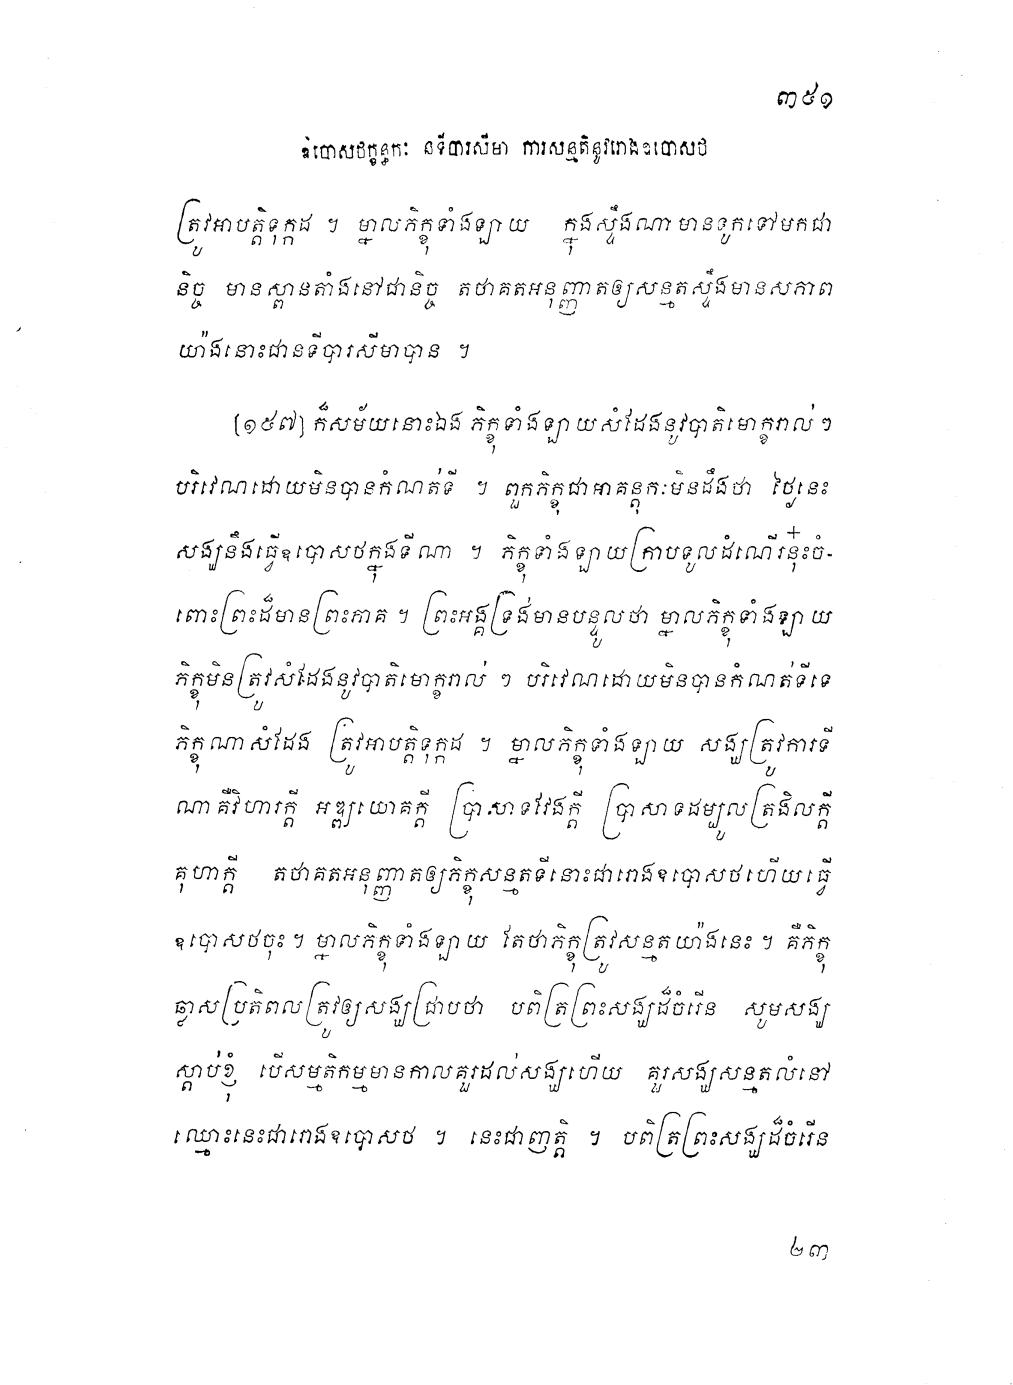 ៣៥១
ឧបោសថក្ខន្ធកៈ នទីបារសីមា ការសន្មតិនូវរោងឧបោសថ
ត្រូវអាបត្តិទុក្កដ ។ ម្នាលភិក្ខុទាំងឡាយ ក្នុងស្ទឹងណាមានទូកទៅមកជា
និច្ច មានស្ពានតាំងនៅជានិច្ច តថាគតអនុញ្ញាតឲ្យសន្មតស្ទឹងមានសភាព
យ៉ាងនោះជានទីបារសីមាបាន ។
[១៥៧] ក៏សម័យនោះឯង ភិក្ខុទាំងឡាយសំដែងនូវបាតិមោក្ខរាល់ៗ
បរិវេណដោយមិនបានកំណត់ទី ។ ពួកភិក្ខុជាអាគន្តុកៈមិនដឹងថា ថ្ងៃនេះ
សង្ឃនឹងធ្វើឧបោសថក្នុងទីណា ។ ភិក្ខុទាំងឡាយក្រាបទូលដំណើរនុ៎ះចំ-
ពោះព្រះដ៏មានព្រះភាគ ។ ព្រះអង្គទ្រង់មានបន្ទូលថា ម្នាលភិក្ខុទាំងឡាយ
ភិក្ខុមិនត្រូវសំដែងនូវបាតិមោក្ខរាល់ ៗ បរិវេណដោយមិនបានកំណត់ទីទេ
ភិក្ខុណាសំដែង ត្រូវអាបត្តិទុក្កដ ។ ម្នាលភិក្ខុទាំងឡាយ សង្ឃត្រូវការទី
ណាគឺវិហារក្តី អឌ្ឍយោគក្តី ប្រាសាទវែងក្តី ប្រាសាទដម្បូលត្រងិលក្តី
គុហាក្តី តថាគតអនុញ្ញាតឲ្យភិក្ខុសន្មតទីនោះជារោងឧបោសថហើយធ្វើ
ឧបោសថចុះ ។ ម្នាលភិក្ខុទាំងឡាយ តែថាភិក្ខុត្រូវសន្មតយ៉ាងនេះ ។ គឺភិក្ខុ
ឆ្លាសប្រតិពលត្រូវឲ្យសង្ឃជ្រាបថា បពិត្រព្រះសង្ឃដ៏ចំរើន សូមសង្ឃ
ស្តាប់ខ្ញុំ បើសម្មតិកម្មមានកាលគួរដល់សង្ឃហើយ គួរសង្ឃសន្មតលំនៅ
ឈ្មោះនេះជារោងឧបោសថ ។ នេះជាញត្តិ ។ បពិត្រព្រះសង្ឃដ៏ចំរើន
២៣